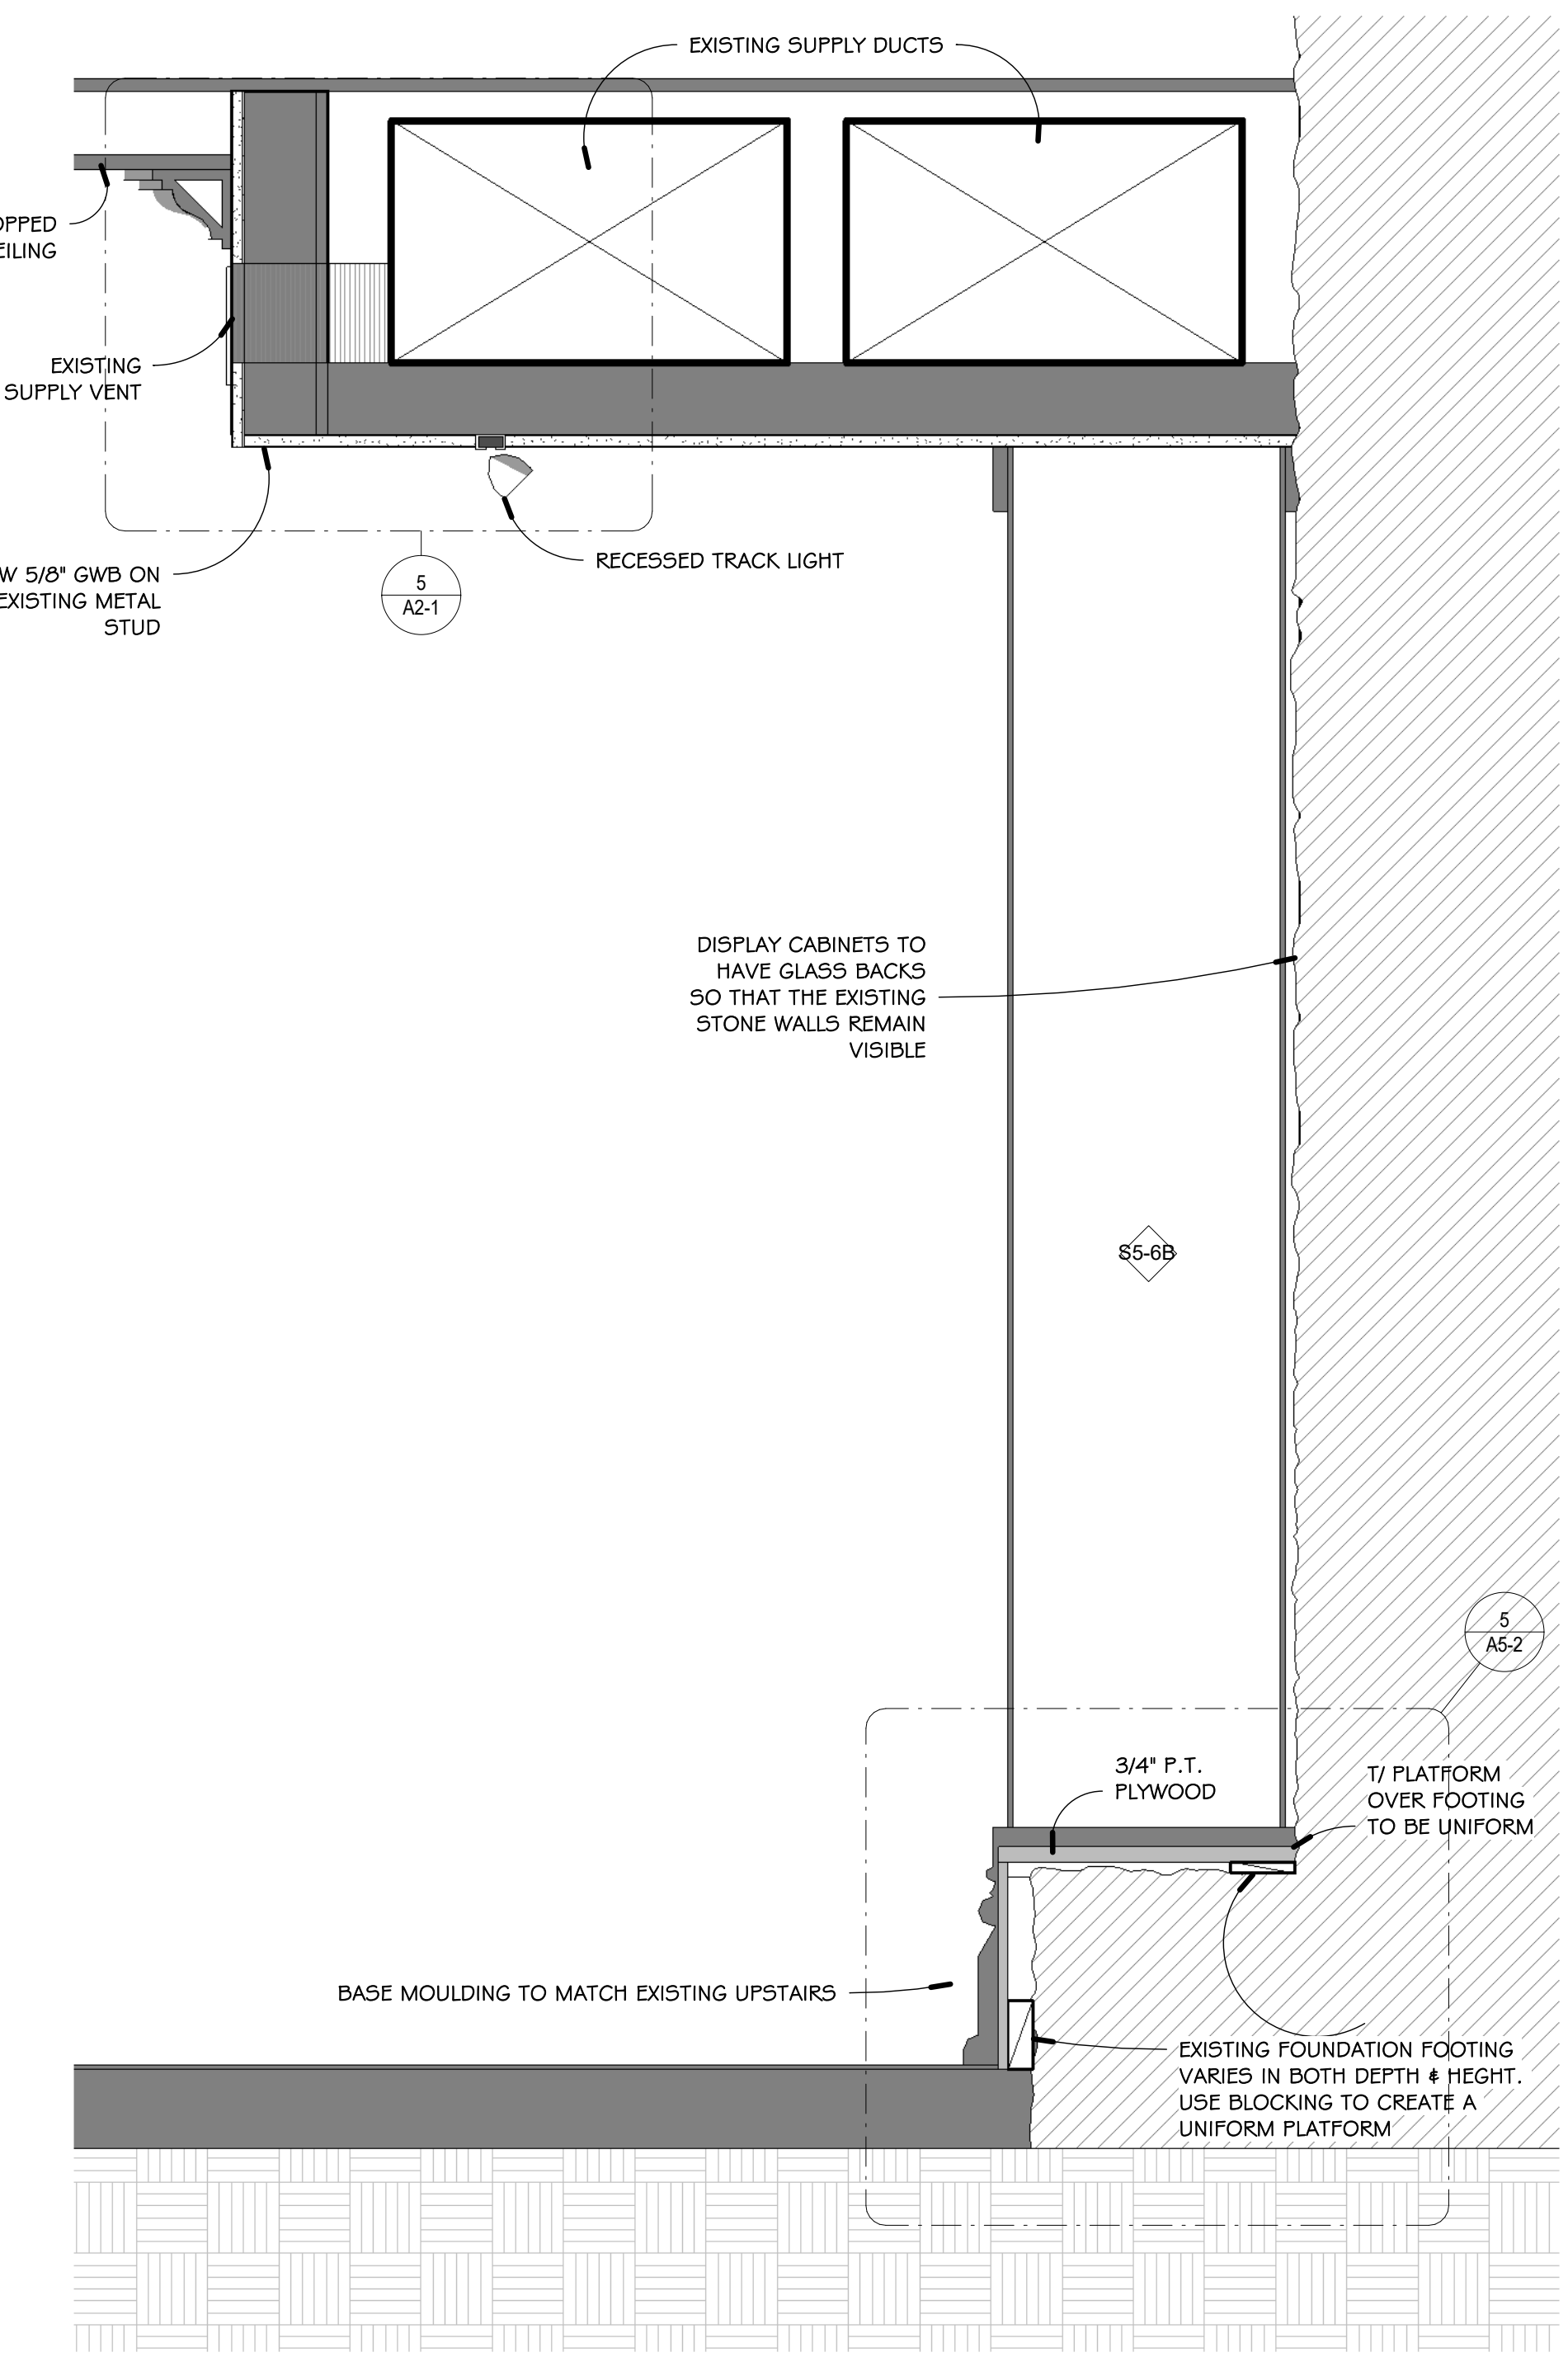 EXISTING SUPPLY DUCTS
OPPED
EILING
EXISTING
SUPPLY VENT
W 5/8" GWB ON
EXISTING METAL
STUD
RECESSED TRACK LIGHT
5
A2-1
DISPLAY CABINETS TO
HAVE GLASS BACKS
SO THAT THE EXISTING
STONE WALLS REMAIN
VISIBLE
S5-6B
5
A5-2
3/4" P.T.
PLYWOOD
T/ PLATFORM
OVER FOOTING
TO BE UNIFORM
BASE MOULDING TO MATCH EXISTING UPSTAIRS
EXISTING FOUNDATION FOOTING
VARIES IN BOTH DEPTH & HEGHT.
USE BLOCKING TO CREATE A
UNIFORM PLATFORM